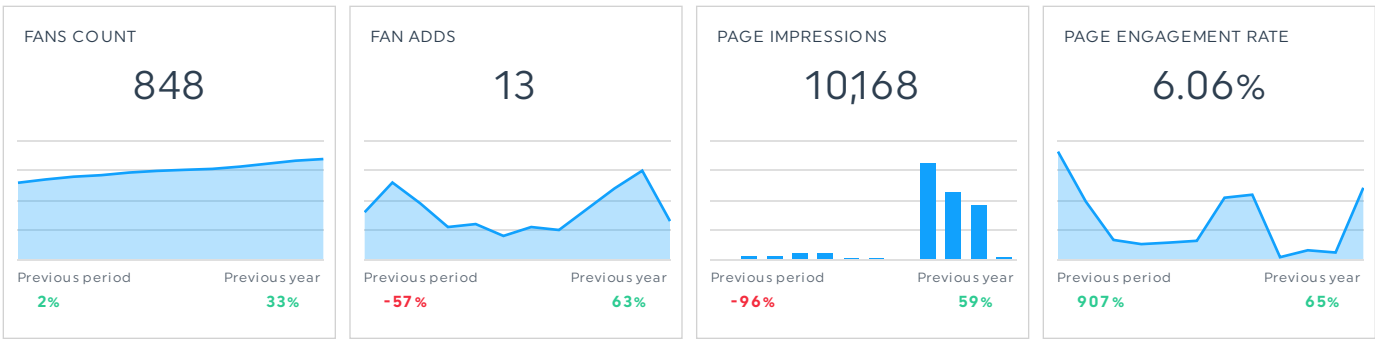 FANS COUNT
848
Previous period Previous year
2% 33%
FAN ADDS
13
Previous period Previous year
-57% 63%
PAGE IMPRESSIONS
10,168
Previous period Previous year
-96% 59%
PAGE ENGAGEMENT RATE
6.06%
Previous period Previous year
907% 65%